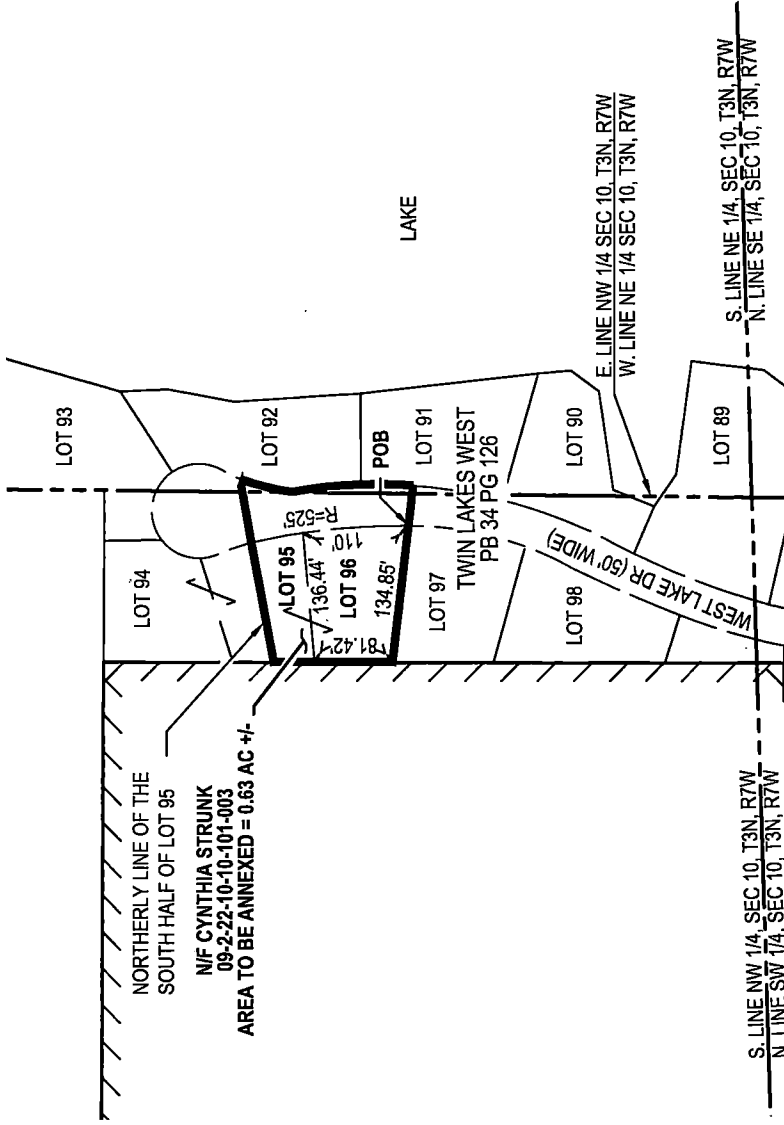 NORTHERLY LINE OF THE
SOUTH HALF OF LOT 95
N/F CYNTHIA STRUNK
09-2-22-10-10-101-003
AREA TO BE ANNEXED = 0.63 AC +/-
LOT 94
LOT 93
LOT 92
LOT 95
136.44'
R=525'
110'
LOT 96
81.42'
134.85'
POB
LOT 91
LOT 97
TWIN LAKES WEST
PB 34 PG 126
LAKE
LOT 90
LOT 98
WEST LAKE DR (50' WIDE)
LOT 89
E. LINE NW 1/4 SEC 10, T3N, R7W
W. LINE NE 1/4 SEC 10, T3N, R7W
S. LINE NW 1/4, SEC 10, T3N, R7W
N. LINE SW 1/4, SEC 10, T3N, R7W
S. LINE NE 1/4, SEC 10, T3N, R7W
N. LINE SE 1/4, SEC 10, T3N, R7W